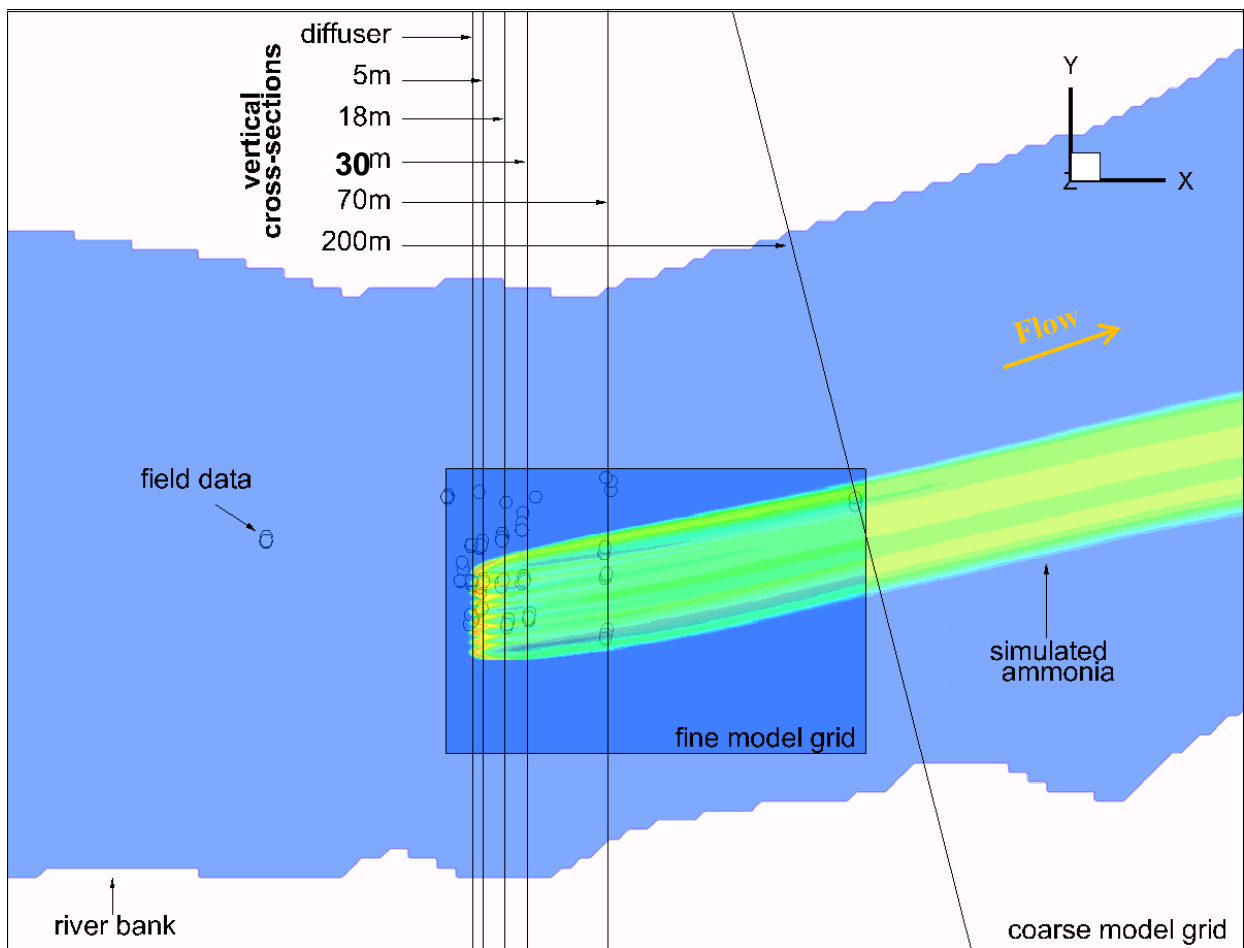 diffuser
5m
18m
30m
70m
200m
vertical
cross-sections
Y
Z
X
Flow
field data
simulated
ammonia
fine model grid
river bank
coarse model grid